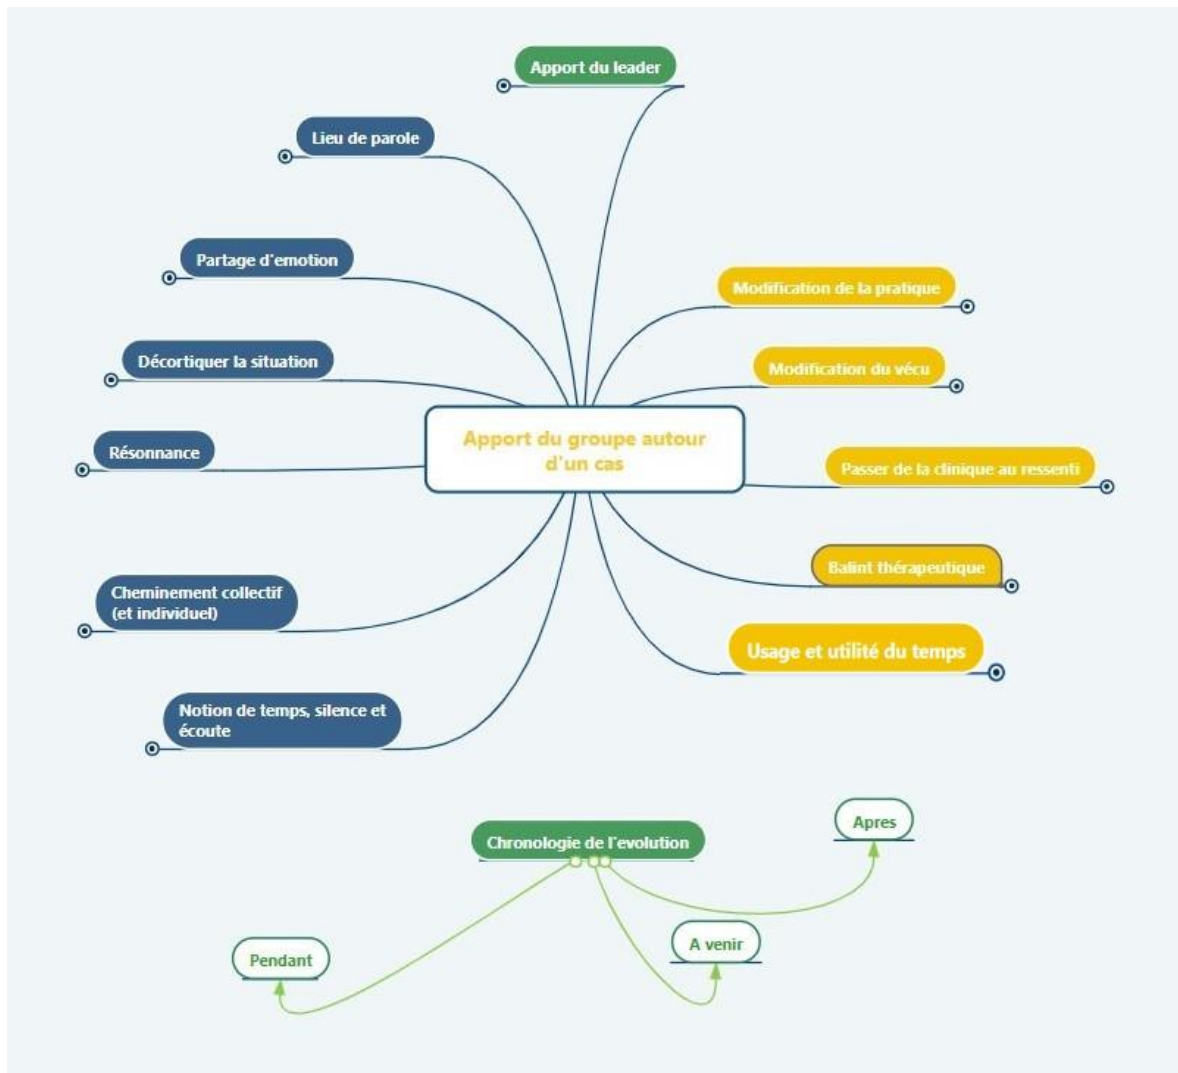 Apport du leader
Lieu de parole
Partage d'emotion
Modification de la pratique
Décortiquer la situation
Modification du vécu
Apport du groupe autour
d'un cas
Résonnance
Passer de la clinique au ressenti
Balint thérapeutique
Cheminement collectif
(et individuel)
Usage et utilité du temps
Notion de temps, silence et
écoute
Apres
Chronologie de l'evolution
A venir
Pendant